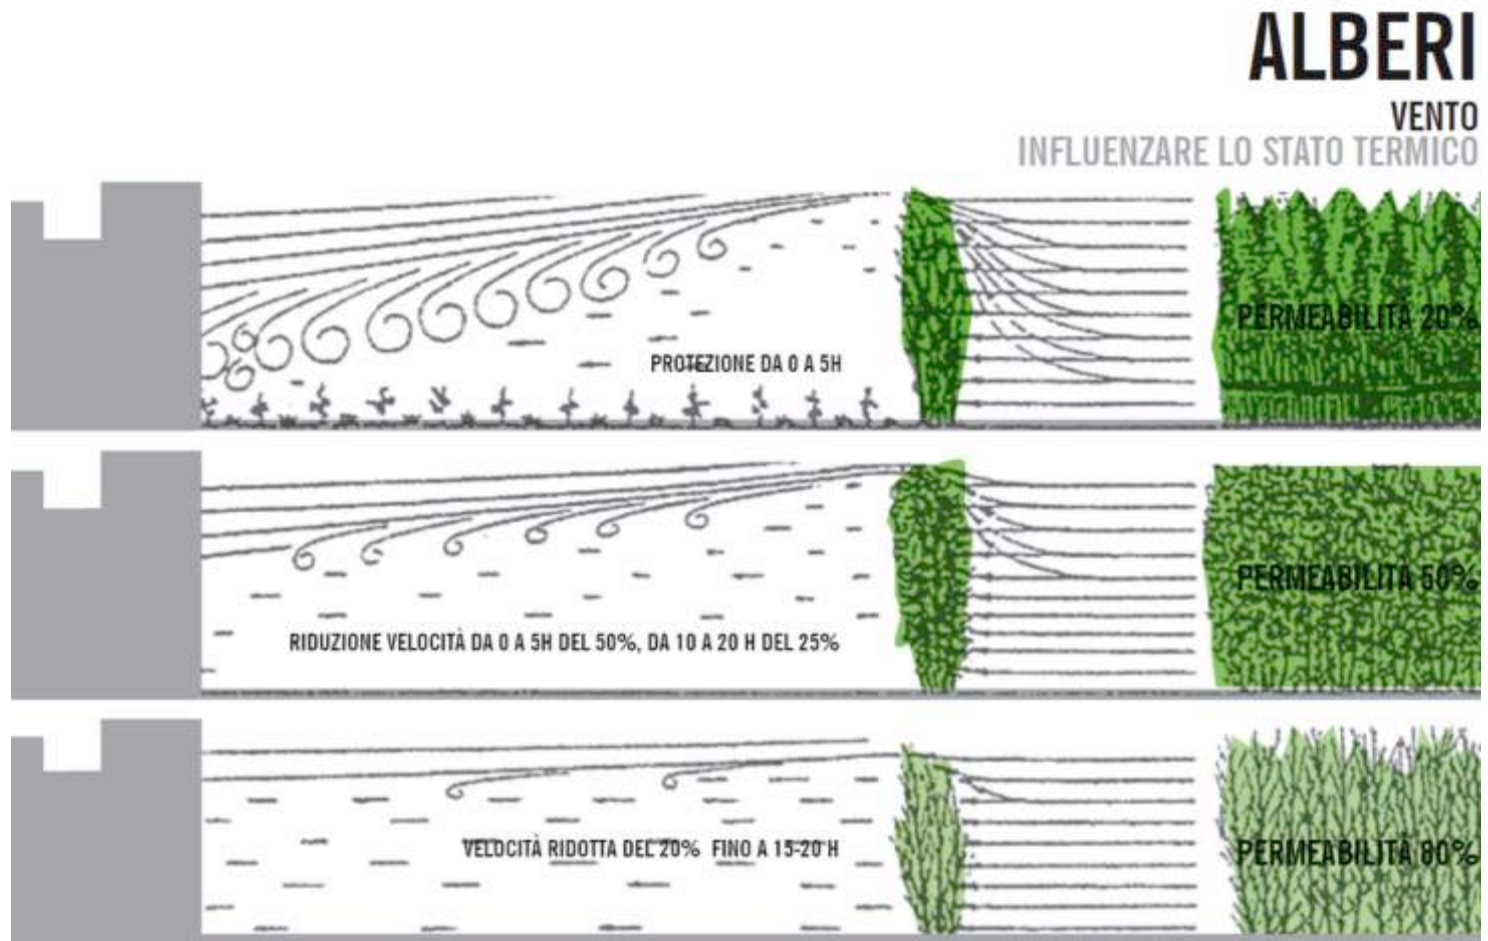 ALBERI
VENTO
INFLUENZARE LO STATO TERMICO
PERMEABILITÀ 20%
PROTEZIONE DA 0 A 5H
PERMEABILITÀ 50%
RIDUZIONE VELOCITÀ DA 0 A 5H DEL 50%, DA 10 A 20 H DEL 25%
VELOCITÀ RIDOTTA DEL 20% FINO A 15-20 H
PERMEABILITÀ 80%